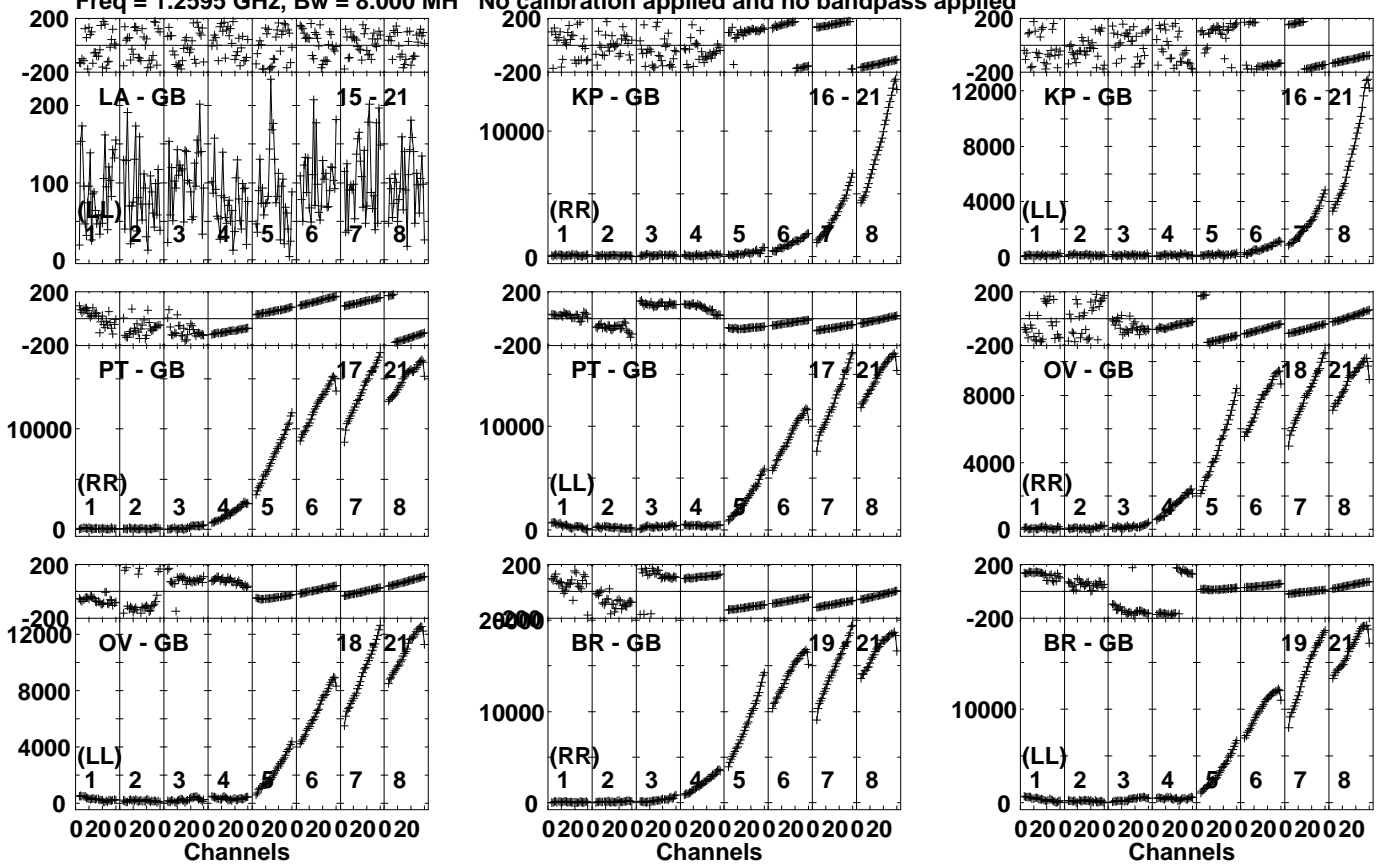 Freq = 1.2595 GHz, Bw = 8.000 MH No calibration applied and no bandpass applied
200 200 200
-200 -200 -200
LA - GB 15 - 21 KP - GB 16 - 21 KP - GB 16 - 21
200 10000 12000
100 8000
4000
(LL) (RR) (LL)
1 2 3 4 5 6 7 8 1 2 3 4 5 6 7 8 1 2 3 4 5 6 7 8
0 0 0
200 200 200
-200 -200 -200
PT - GB 17 - 21 PT - GB 17 - 21 OV - GB 18 - 21
10000 10000 8000
4000
(RR) (LL) (RR)
1 2 3 4 5 6 7 8 1 2 3 4 5 6 7 8 1 2 3 4 5 6 7 8
0 0 0
200 200 200
-200 -200 -200
20000
OV - GB 18 - 21 BR - GB 19 - 21 BR - GB 19 - 21
12000
8000 10000 10000
4000
(LL) (RR) (LL)
1 2 3 4 5 6 7 8 1 2 3 4 5 6 7 8 1 2 3 4 5 6 7 8
0 0 0
0 20 0 20 0 20 0 20 0 20 0 20 0 20 0 20 0 20 0 20 0 20 0 20 0 20 0 20 0 20 0 20 0 20 0 20 0 20 0 20 0 20 0 20 0 20 0 20
Channels Channels Channels